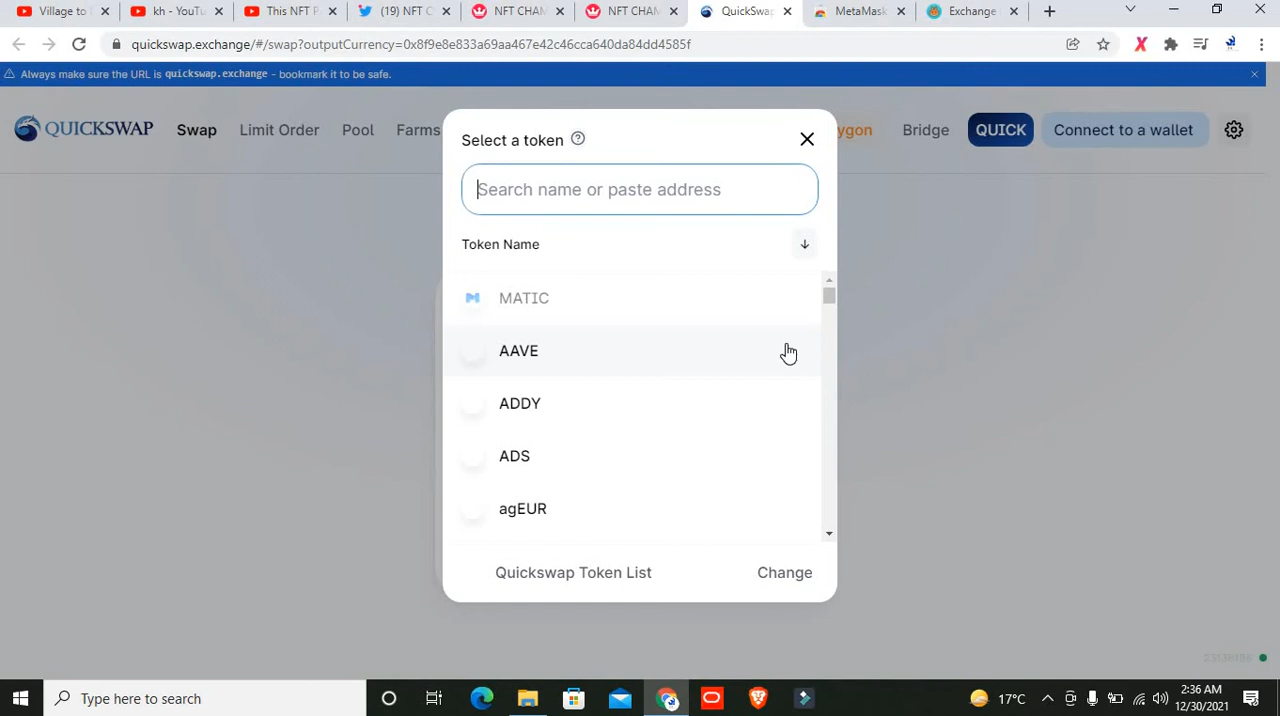 Village to
kh - YouTu
This NFT P
(19) NFT C
NFT CHAM
NFT CHAM
QuickSwap
MetaMask
Exchange
quickswap.exchange/#/swap?outputCurrency=0x8f9e8e833a69aa467e42c46cca640da84dd4585f
Always make sure the URL is quickswap.exchange - bookmark it to be safe.
QUICKSWAP Swap Limit Order Pool Farms ygon Bridge QUICK Connect to a wallet
Select a token
Search name or paste address
Token Name
MATIC
AAVE
ADDY
ADS
agEUR
Quickswap Token List Change
Type here to search
17°C
2:36 AM
12/30/2021